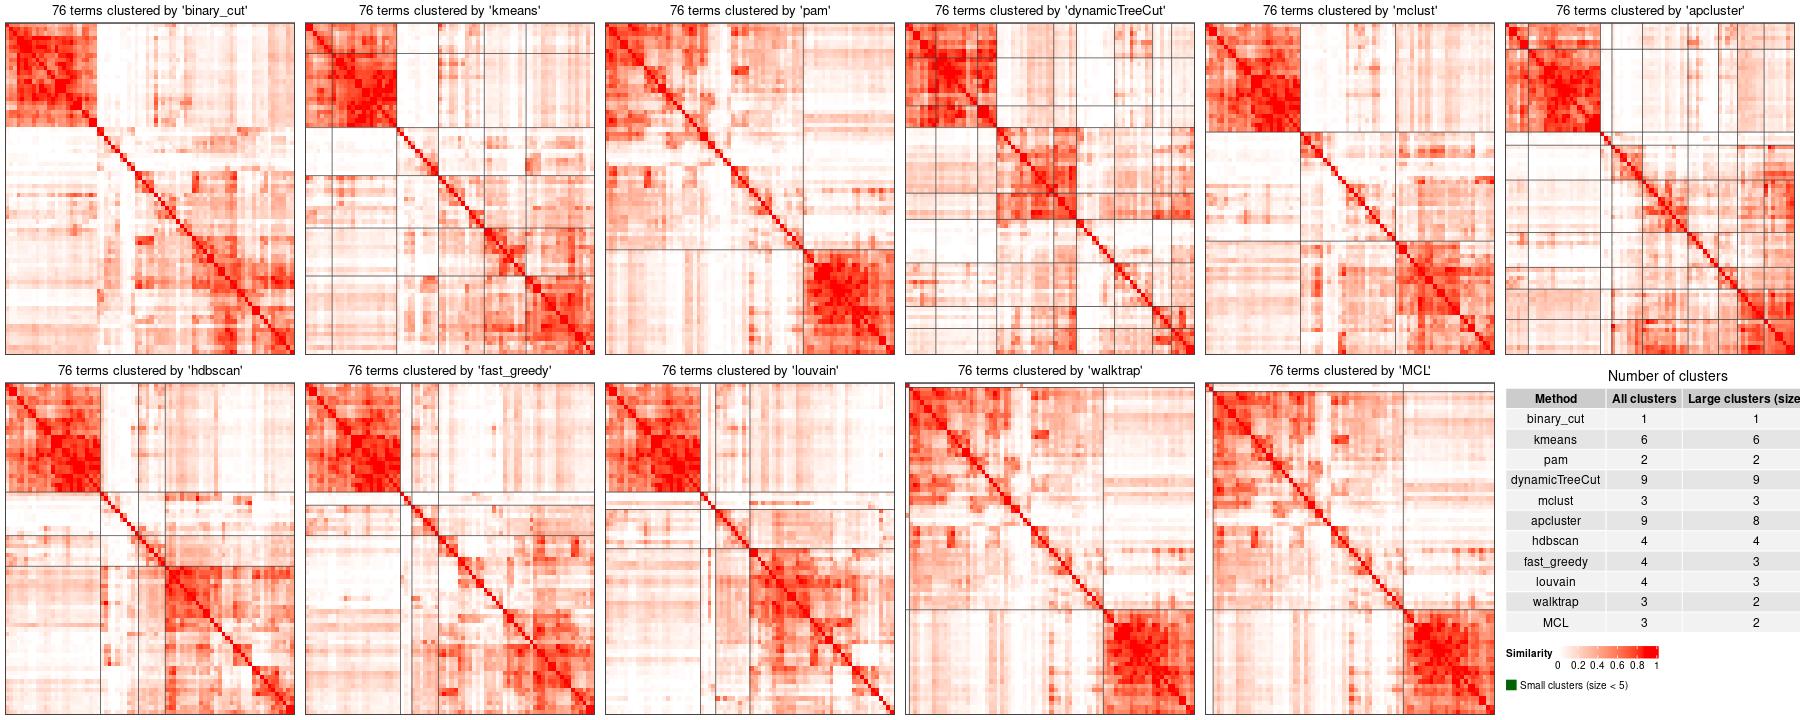 76 terms clustered by 'binary_cut'
76 terms clustered by 'kmeans'
76 terms clustered by 'pam'
76 terms clustered by 'dynamicTreeCut'
76 terms clustered by 'mclust'
76 terms clustered by 'apcluster'
76 terms clustered by 'hdbscan'
76 terms clustered by 'fast_greedy'
76 terms clustered by 'louvain'
76 terms clustered by 'walktrap'
76 terms clustered by 'MCL'
Number of clusters
Method All clusters Large clusters (size
binary_cut 1 1
kmeans 6 6
pam 2 2
dynamicTreeCut 9 9
mclust 3 3
apcluster 9 8
hdbscan 4 4
fast_greedy 4 3
louvain 4 3
walktrap 3 2
MCL 3 2
Similarity
0 0.2 0.4 0.6 0.8 1
Small clusters (size < 5)